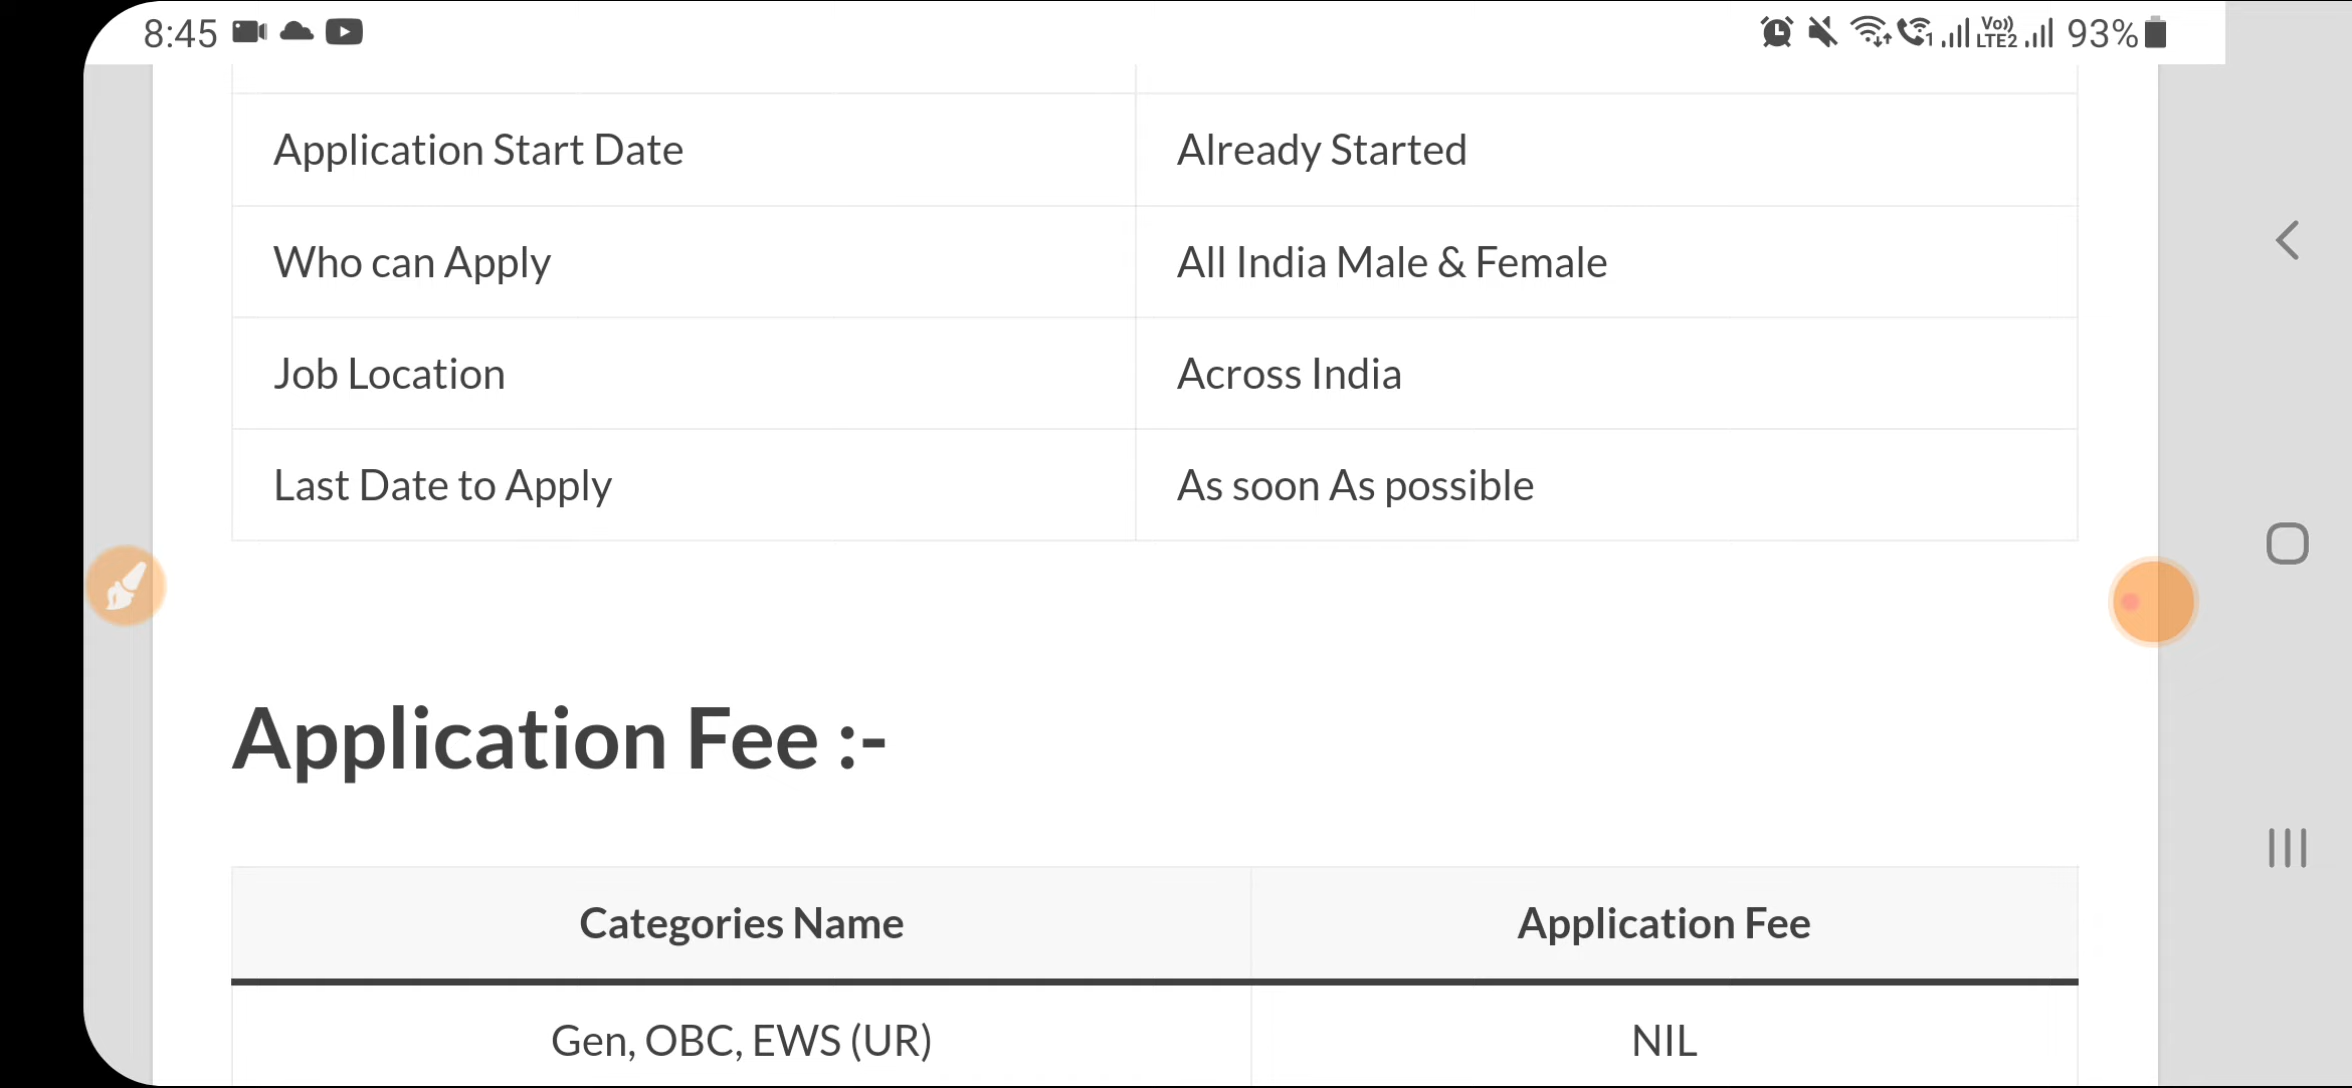 8:45
Vo)) LTE2 93%
Application Start Date Already Started
Who can Apply All India Male & Female
Job Location Across India
Last Date to Apply As soon As possible
Application Fee :-
Categories Name Application Fee
Gen, OBC, EWS (UR) NIL